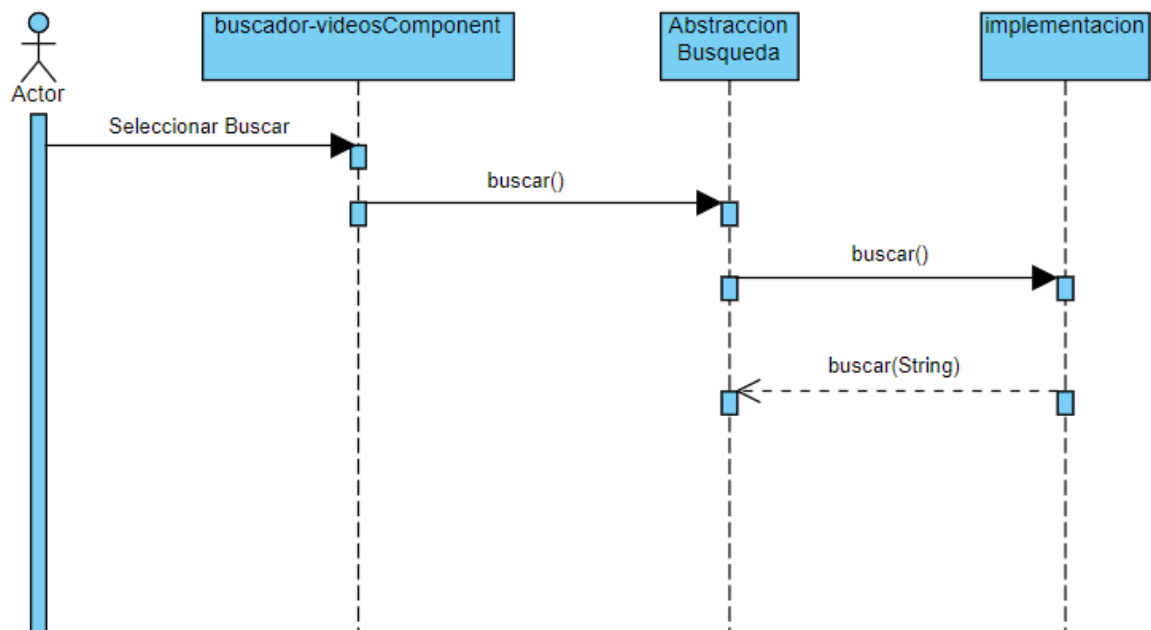 buscador-videosComponent
Abstraccion
Busqueda
implementacion
Actor
Seleccionar Buscar
buscar()
buscar()
buscar(String)